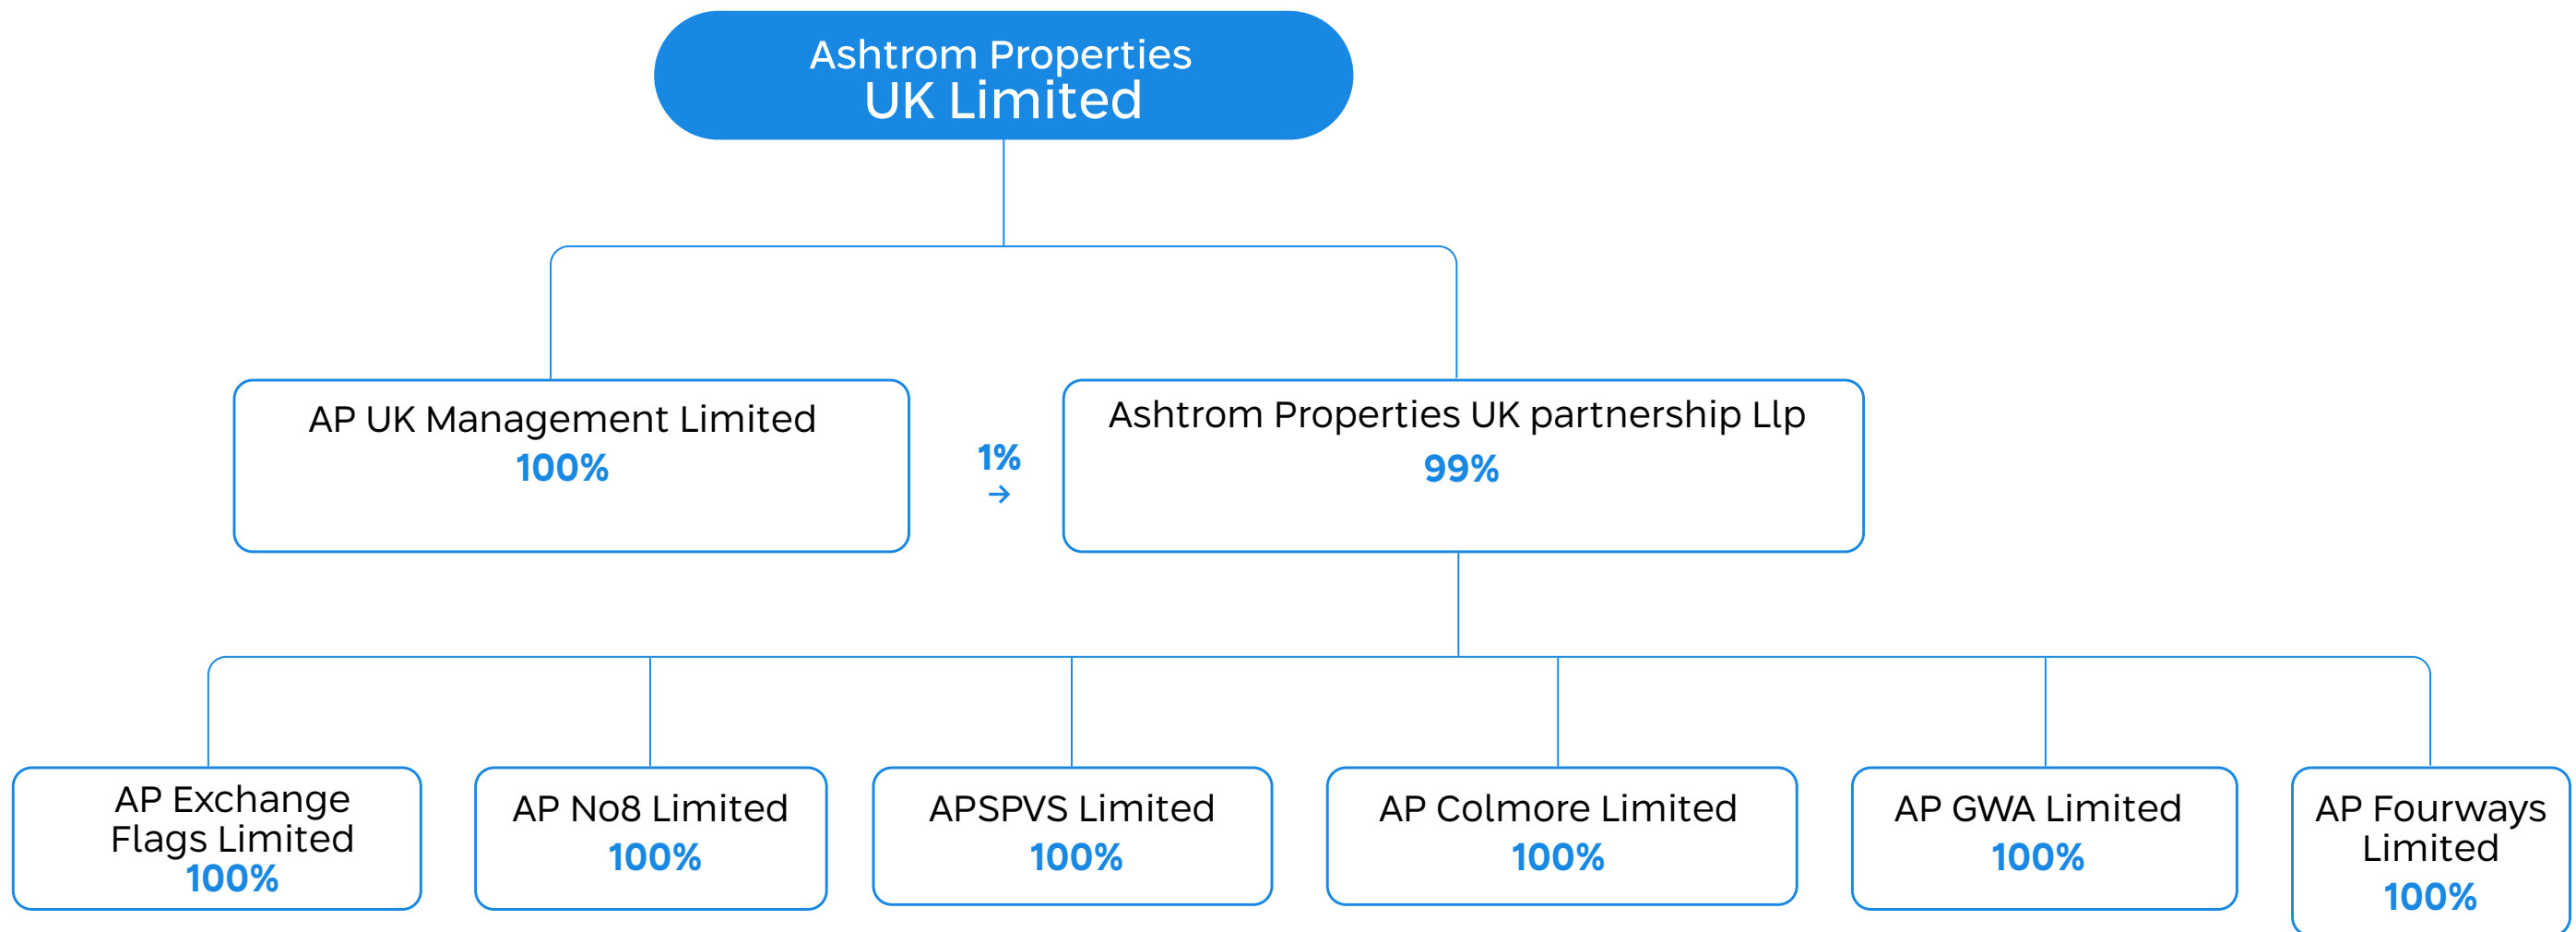 Ashtrom Properties
UK Limited
AP UK Management Limited
100%
1%
→
Ashtrom Properties UK partnership Llp
99%
AP Exchange
Flags Limited
100%
AP No8 Limited
100%
APSPVS Limited
100%
AP Colmore Limited
100%
AP GWA Limited
100%
AP Fourways
Limited
100%